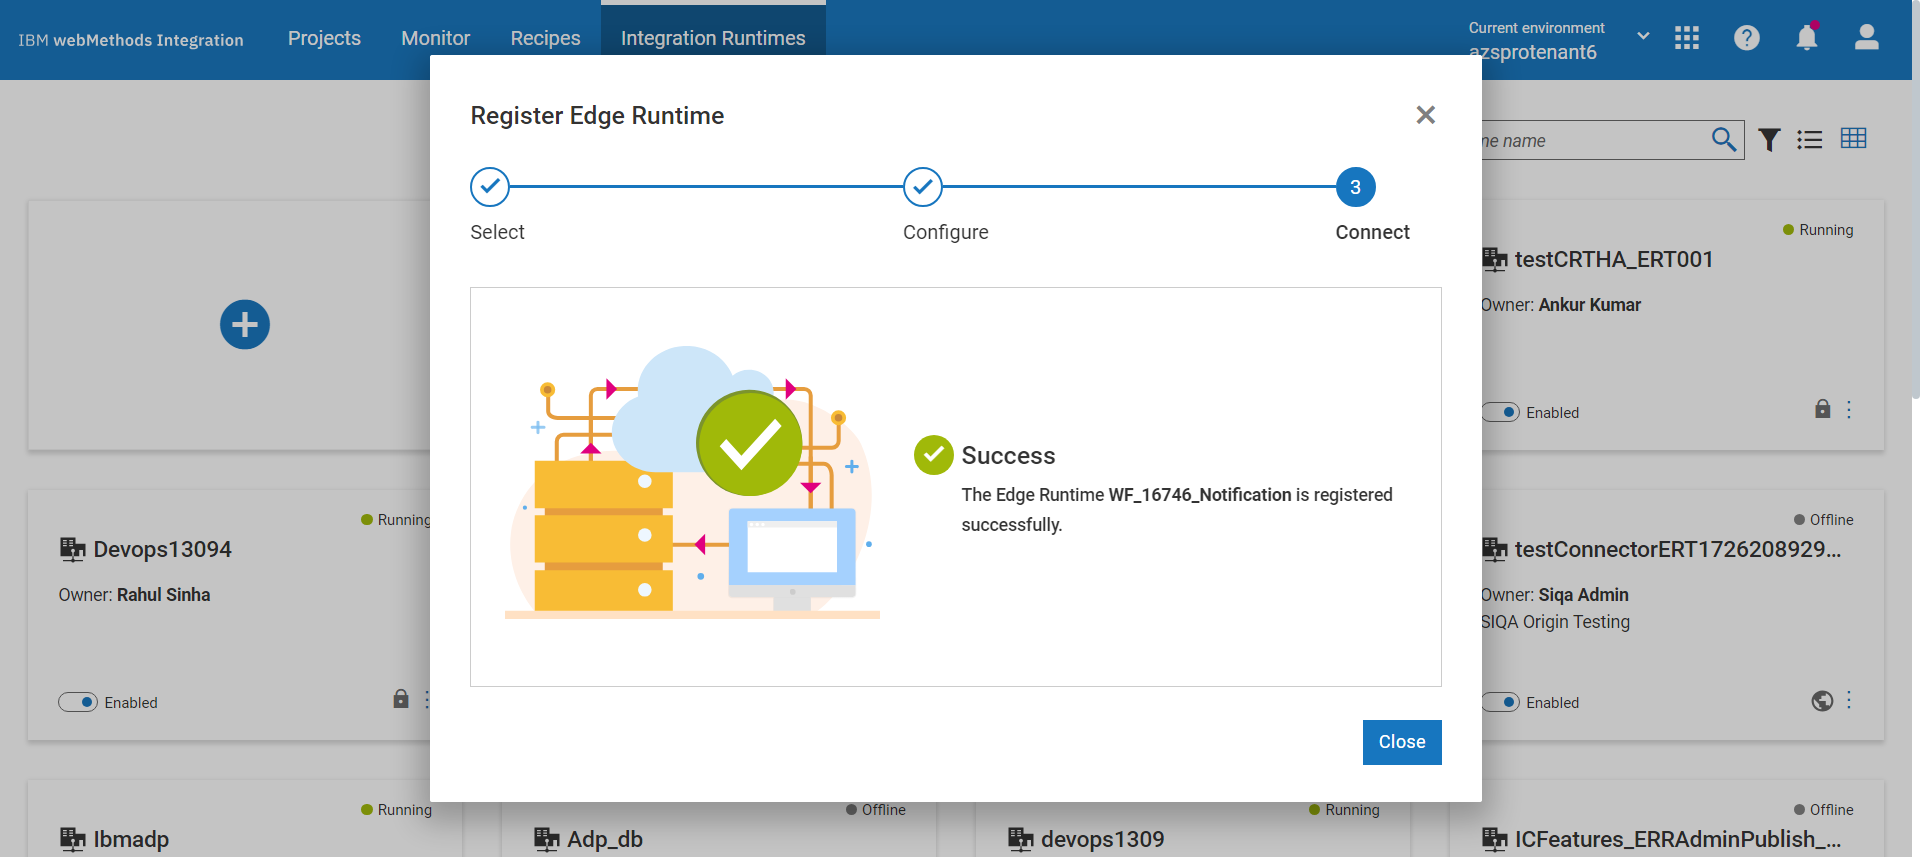 IBM webMethods Integration
Projects
Monitor
Recipes
Integration Runtimes
Current environment
azsprotenant6
Register Edge Runtime
3
Select
Configure
Connect
name
Running
testCRTHA_ERT001
Owner: Ankur Kumar
Enabled
Success
The Edge Runtime WF_16746_Notification is registered
successfully.
Running
Devops13094
Owner: Rahul Sinha
Enabled
Offline
testConnectorERT1726208929...
Owner: Siqa Admin
SIQA Origin Testing
Enabled
Close
Running
Ibmadp
Offline
Adp_db
Running
devops1309
Offline
ICFeatures_ERRAdminPublish_...